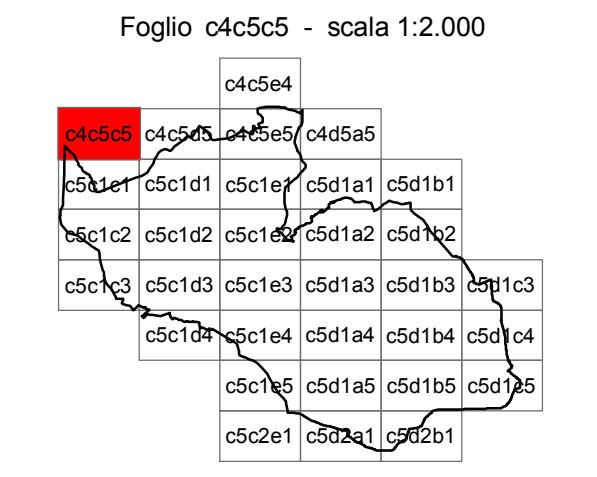 Foglio c4c5c5 - scala 1:2.000
c4c5e4
c4c5c5 c4c5d5 c4c5e5 c4d5a5
c5c1c1 c5c1d1 c5c1e1 c5d1a1 c5d1b1
c5c1c2 c5c1d2 c5c1e2 c5d1a2 c5d1b2
c5c1c3 c5c1d3 c5c1e3 c5d1a3 c5d1b3 c5d1c3
c5c1d4 c5c1e4 c5d1a4 c5d1b4 c5d1c4
c5c1e5 c5d1a5 c5d1b5 c5d1c5
c5c2e1 c5d2a1 c5d2b1